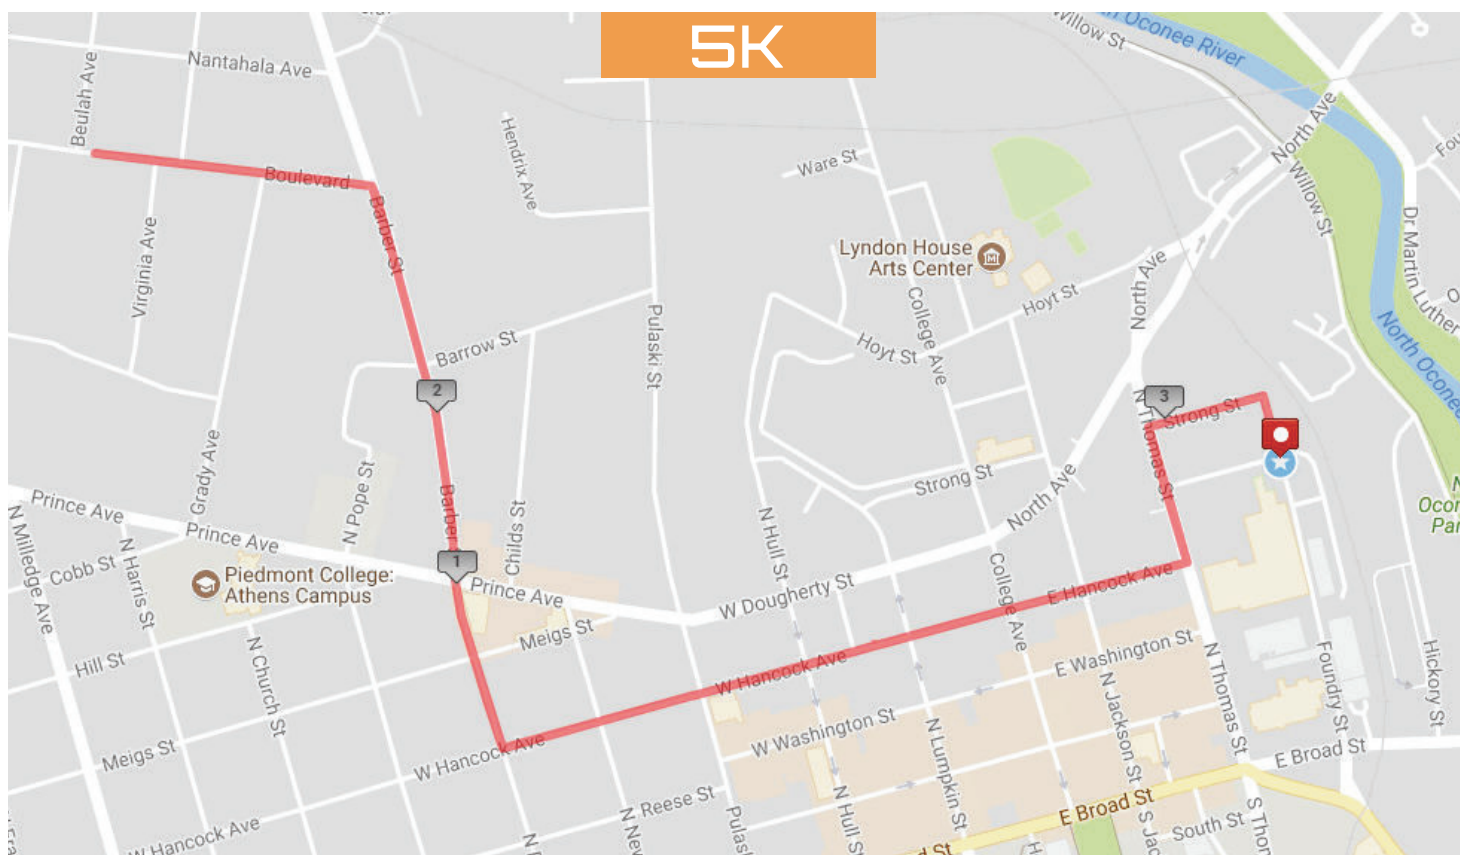 5K
Nantahala Ave
Beulah Ave
Boulevard
Virginia Ave
Barber St
Hendrix Ave
Ware St
Willow St
Oconee River
North Ave
Willow St
Dr Martin Luther
North Oconee
Lyndon House
Arts Center
Hoyt St
Hoyt St
College Ave
North Ave
Pulaski St
Barrow St
2
3
Strong St
N Thomas St
Grady Ave
N Pope St
Barber
Childs St
Strong St
North Ave
N Hull St
Prince Ave
Prince Ave
Prince Ave
1
N Milledge Ave
Cobb St
N Harris St
Piedmont College:
Athens Campus
W Dougherty St
College Ave
E Hancock Ave
Meigs St
Hill St
N Church St
W Hancock Ave
E Washington St
N Thomas St
Foundry St
Hickory St
Meigs St
W Hancock Ave
W Washington St
N Lumpkin St
N Jackson St
E Broad St
Reese St
N Hull St
E Broad St
S Jac
South St
S Thom
W Hancock Ave
Pulas
d St